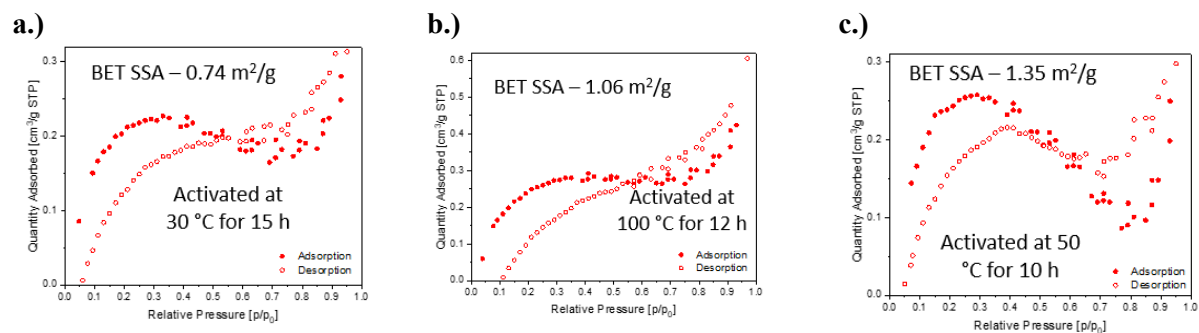 a.)
BET SSA – 0.74 m²/g
Activated at
30 °C for 15 h
Adsorption
Desorption
Quantity Adsorbed [cm³/g STP]
0.3
0.2
0.1
0.0
0.0 0.1 0.2 0.3 0.4 0.5 0.6 0.7 0.8 0.9 1.0
Relative Pressure [p/p₀]
b.)
BET SSA – 1.06 m²/g
Activated at
100 °C for 12 h
Adsorption
Desorption
Quantity Adsorbed [cm³/g STP]
0.6
0.5
0.4
0.3
0.2
0.1
0.0
0.0 0.1 0.2 0.3 0.4 0.5 0.6 0.7 0.8 0.9 1.0
Relative Pressure [p/p₀]
c.)
BET SSA – 1.35 m²/g
Activated at 50
°C for 10 h
Adsorption
Desorption
Quantity Adsorbed [cm³/g STP]
0.3
0.2
0.1
0.0
0.0 0.1 0.2 0.3 0.4 0.5 0.6 0.7 0.8 0.9 1.0
Relative Pressure [p/p₀]